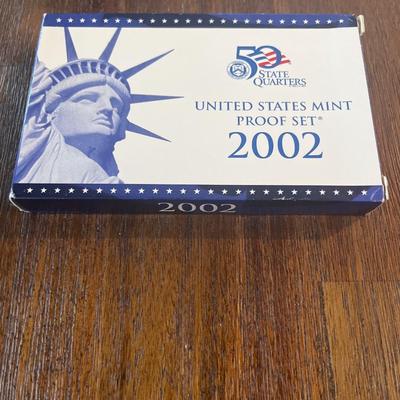 50
STATE
QUARTERS
UNITED STATES MINT
PROOF SET®
2002
2002